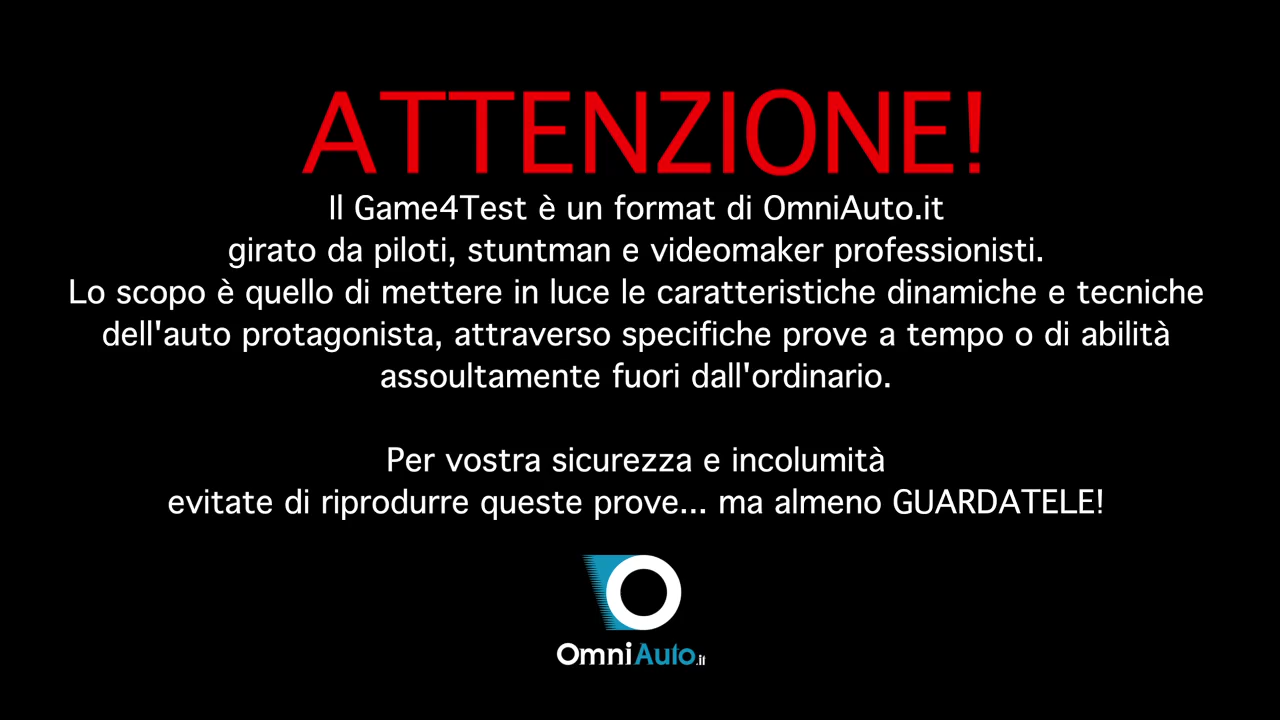 ATTENZIONE!
Il Game4Test è un format di OmniAuto.it
girato da piloti, stuntman e videomaker professionisti.
Lo scopo è quello di mettere in luce le caratteristiche dinamiche e tecniche
dell'auto protagonista, attraverso specifiche prove a tempo o di abilità
assoultamente fuori dall'ordinario.
Per vostra sicurezza e incolumità
evitate di riprodurre queste prove... ma almeno GUARDATELE!
OmniAuto.it